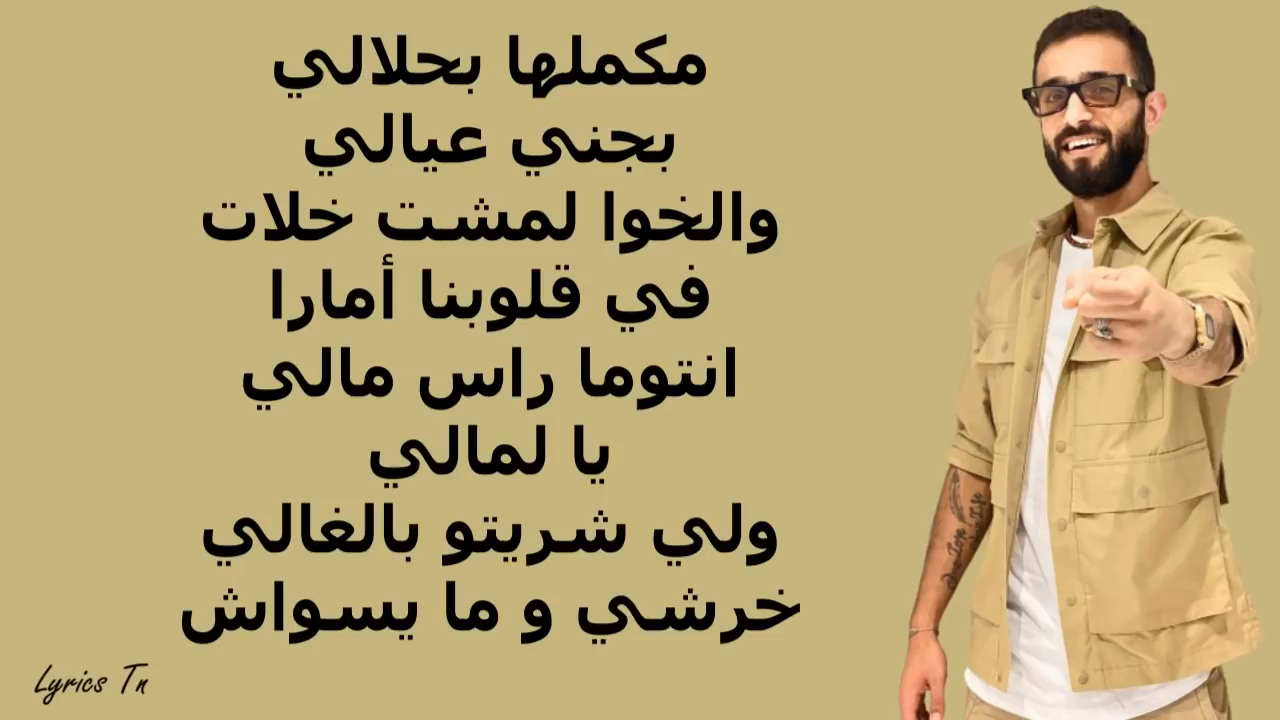 مكملها بحلالي
بجني عيالي
والخوا لمشت خلات
في قلوبنا أمارا
انتوما راس مالي
يا لمالي
ولي شريتو بالغالي
خرشي و ما يسواش
Lyrics Tn